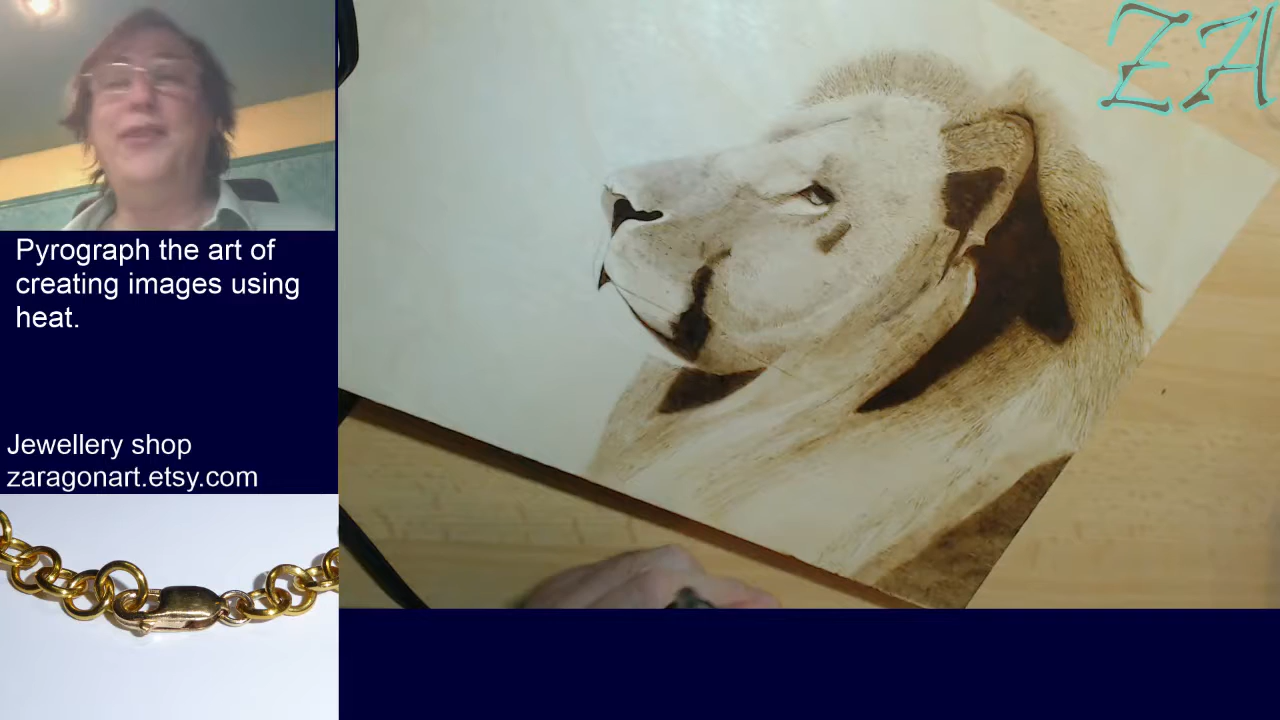 ZA
Pyrograph the art of
creating images using
heat.
Jewellery shop
zaragonart.etsy.com